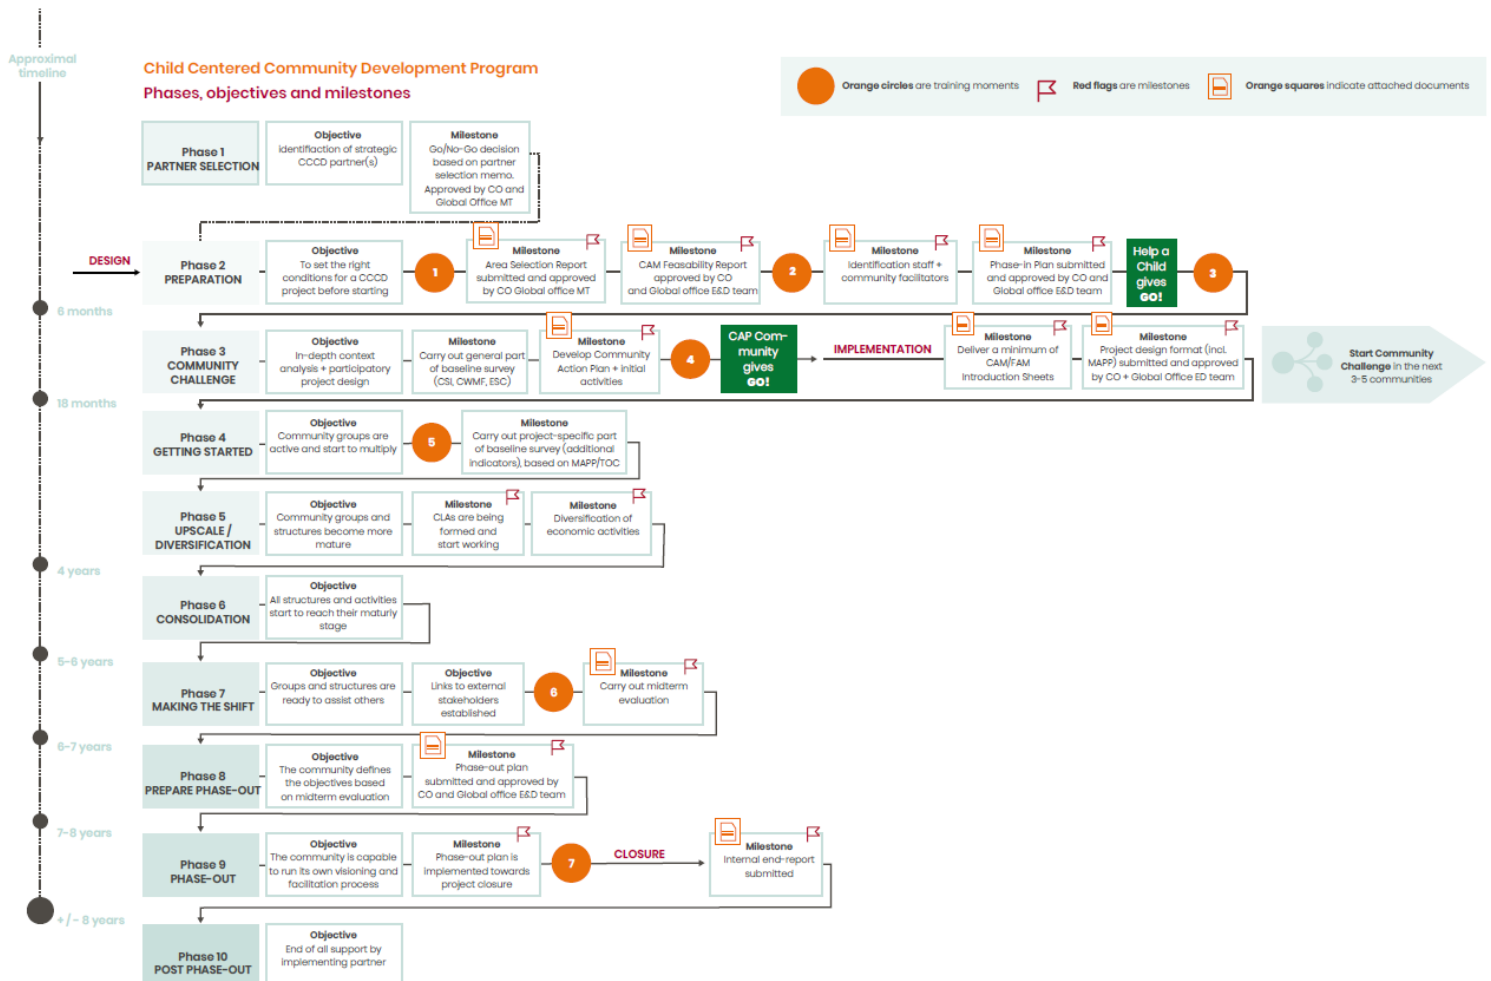 Approximal
timeline
Child Centered Community Development Program
Phases, objectives and milestones
Orange circles are training moments
Red flags are milestones
Orange squares indicate attached documents
Phase 1
PARTNER SELECTION
Objective
Identifiaction of strategic
CCCD partner(s)
Milestone
Go/No-Go decision
based on partner
selection memo.
Approved by CO and
Global Office MT
DESIGN
Phase 2
PREPARATION
Objective
To set the right
conditions for a CCCD
project before starting
1
Milestone
Area Selection Report
submitted and approved
by CO Global office MT
Milestone
CAM Feasability Report
approved by CO
and Global office E&D team
2
Milestone
Identification staff +
community facilitators
Milestone
Phase-in Plan submitted
and approved by CO and
Global office E&D team
Help a
Child
gives
GO!
3
6 months
Phase 3
COMMUNITY
CHALLENGE
Objective
In-depth context
analysis + participatory
project design
Milestone
Carry out general part
of baseline survey
(CSI, CWMF, ESC)
Milestone
Develop Community
Action Plan + initial
activities
4
CAP Com-
munity
gives
GO!
IMPLEMENTATION
Milestone
Deliver a minimum of
CAM/FAM
Introduction Sheets
Milestone
Project design format (incl.
MAPP) submitted and approved
by CO + Global Office ED team
Start Community
Challenge in the next
3-5 communities
18 months
Phase 4
GETTING STARTED
Objective
Community groups are
active and start to multiply
5
Milestone
Carry out project-specific part
of baseline survey (additional
indicators), based on MAPP/TOC
Phase 5
UPSCALE /
DIVERSIFICATION
Objective
Community groups and
structures become more
mature
Milestone
CLAs are being
formed and
start working
Milestone
Diversification of
economic activities
4 years
Phase 6
CONSOLIDATION
Objective
All structures and activities
start to reach their maturly
stage
5-6 years
Phase 7
MAKING THE SHIFT
Objective
Groups and structures are
ready to assist others
Objective
Links to external
stakeholders
established
6
Milestone
Carry out midterm
evaluation
6-7 years
Phase 8
PREPARE PHASE-OUT
Objective
The community defines
the objectives based
on midterm evaluation
Milestone
Phase-out plan
submitted and approved by
CO and Global office E&D team
7-8 years
Phase 9
PHASE-OUT
Objective
The community is capable
to run its own visioning and
facilitation process
Milestone
Phase-out plan is
implemented towards
project closure
7
CLOSURE
Milestone
Internal end-report
submitted
+/- 8 years
Phase 10
POST PHASE-OUT
Objective
End of all support by
implementing partner